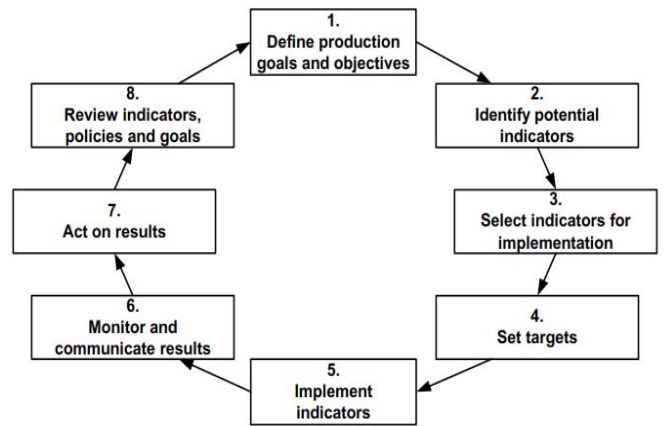 1.
Define production
goals and objectives
2.
Identify potential
indicators
3.
Select indicators for
implementation
4.
Set targets
5.
Implement
indicators
6.
Monitor and
communicate results
7.
Act on results
8.
Review indicators,
policies and goals